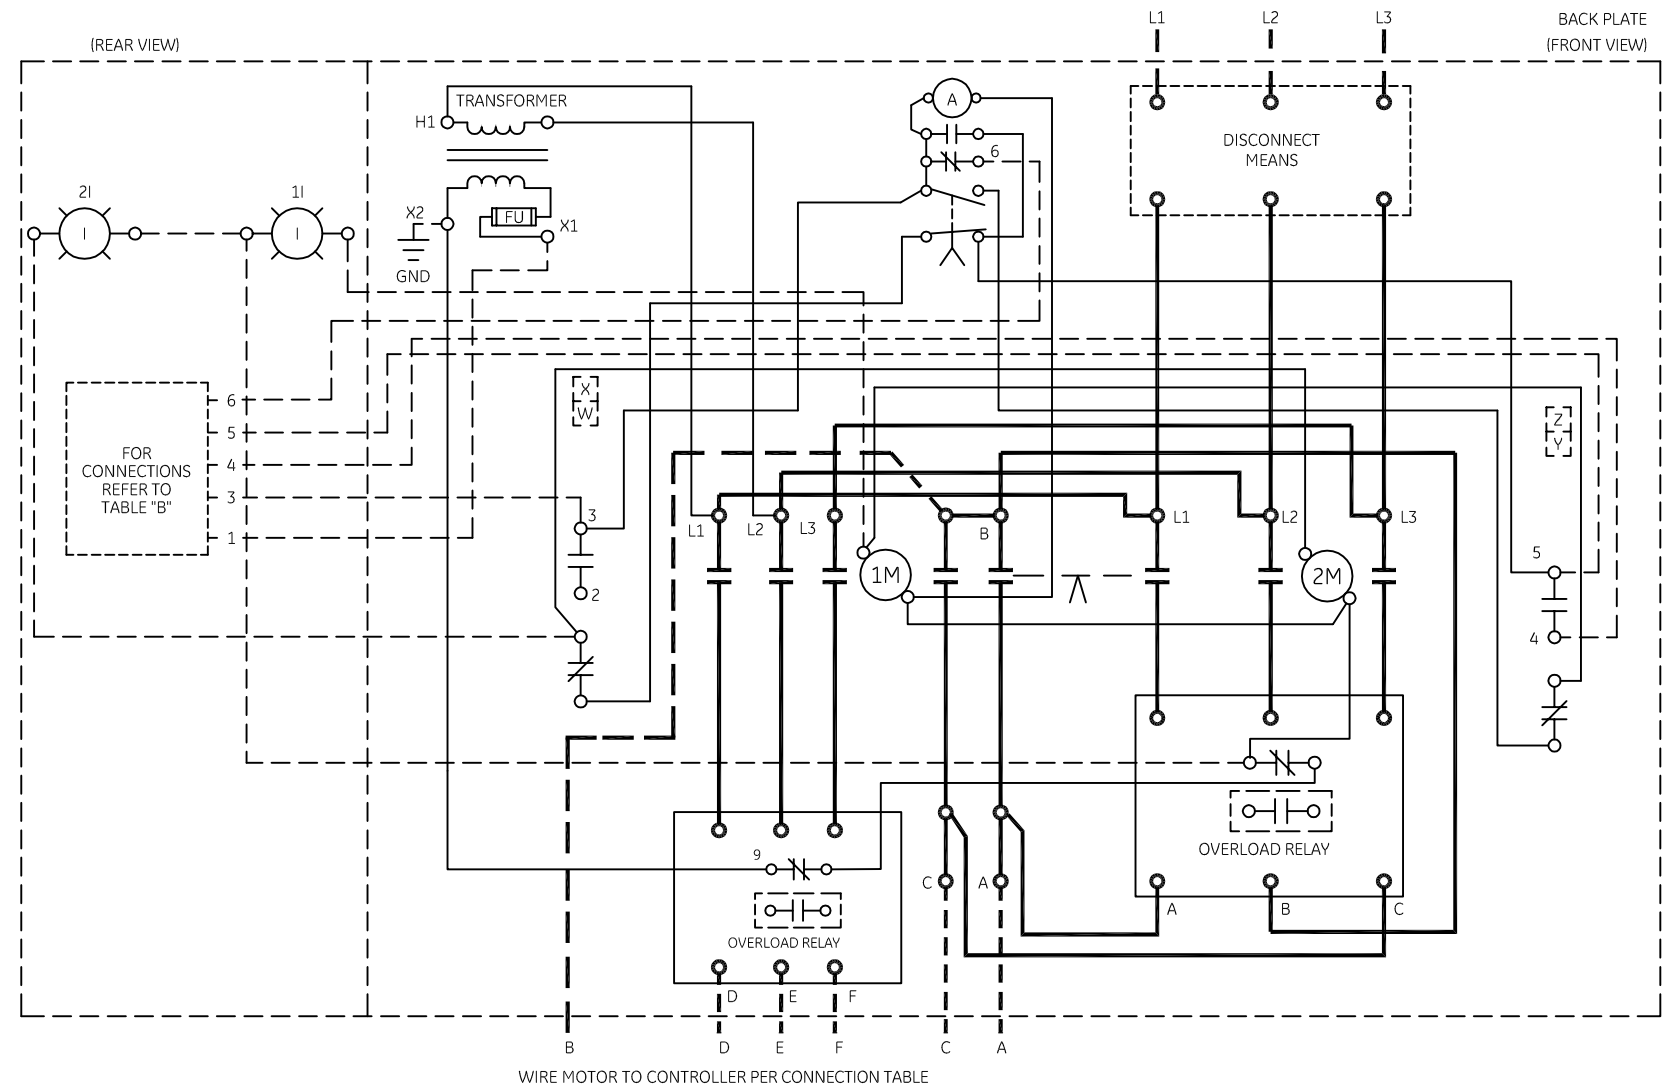 L1 L2 L3 BACK PLATE
(REAR VIEW) (FRONT VIEW)
TRANSFORMER
A
H1
DISCONNECT
MEANS
6
2I 1I
X2 FU X1
I I
GND
X
W
Z
Y
6
5
4
3
1
FOR
CONNECTIONS
REFER TO
TABLE "B"
3
2
L1 L2 L3 B L1 L2 L3
5
4
1M 2M
9
OVERLOAD RELAY
C A
A B C
OVERLOAD RELAY
D E F
B D E F C A
WIRE MOTOR TO CONTROLLER PER CONNECTION TABLE